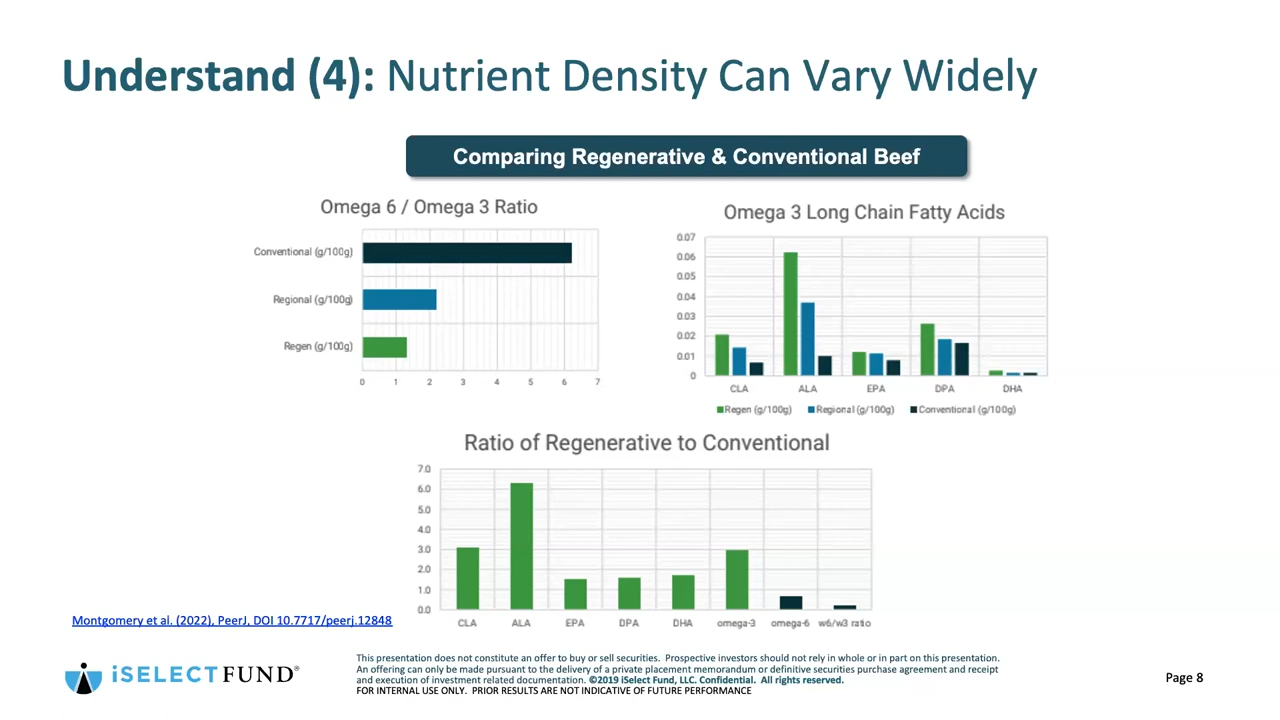 Understand (4): Nutrient Density Can Vary Widely
Comparing Regenerative & Conventional Beef
Omega 6 / Omega 3 Ratio
Conventional (g/100g)
Regional (g/100g)
Regen (g/100g)
0 1 2 3 4 5 6 7
Omega 3 Long Chain Fatty Acids
0.07
0.06
0.05
0.04
0.03
0.02
0.01
0
CLA ALA EPA DPA DHA
Regen (g/100g) Regional (g/100g) Conventional (g/100g)
Ratio of Regenerative to Conventional
7.0
6.0
5.0
4.0
3.0
2.0
1.0
0.0
CLA ALA EPA DPA DHA omega-3 omega-6 w6/w3 ratio
Montgomery et al. (2022), PeerJ, DOI 10.7717/peerj.12848
iSELECTFUND®
This presentation does not constitute an offer to buy or sell securities. Prospective investors should not rely in whole or in part on this presentation.
An offering can only be made pursuant to the delivery of a private placement memorandum or definitive securities purchase agreement and receipt
and execution of investment related documentation. ©2019 iSelect Fund, LLC. Confidential. All rights reserved.
FOR INTERNAL USE ONLY. PRIOR RESULTS ARE NOT INDICATIVE OF FUTURE PERFORMANCE
Page 8